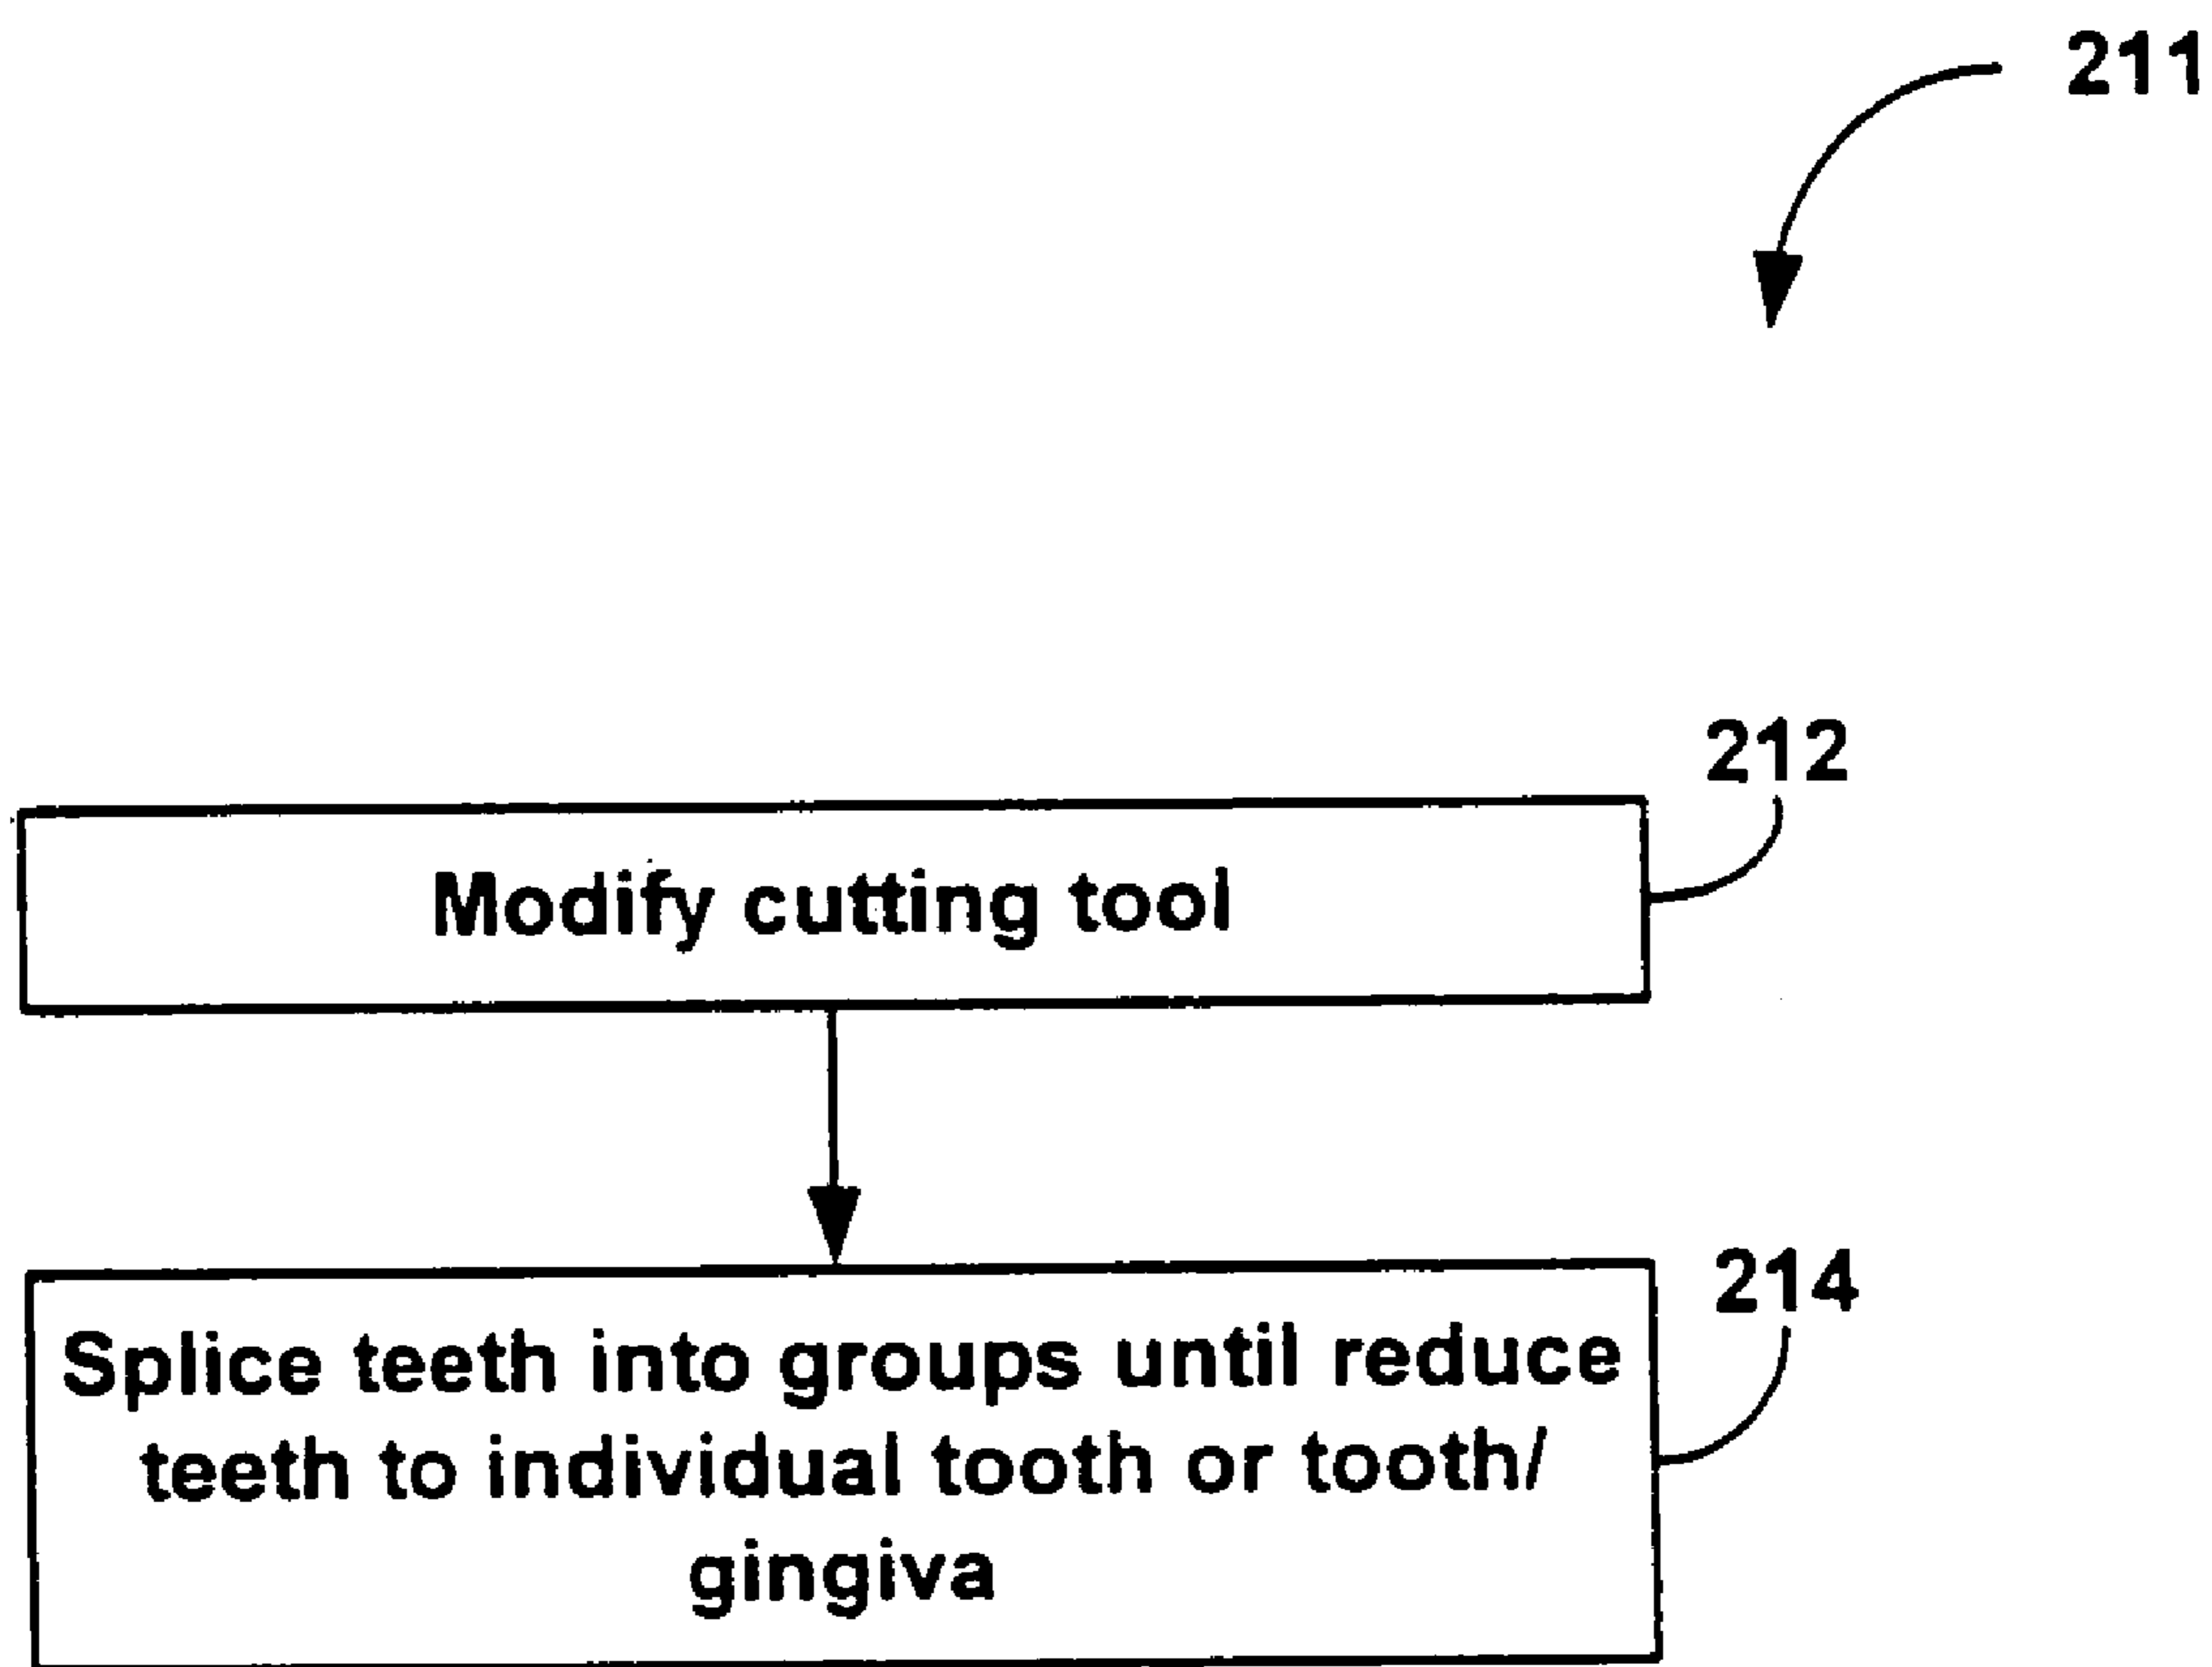 211
212
Modify cutting tool
214
Splice teeth into groups until reduce
teeth to individual tooth or tooth/
gingiva